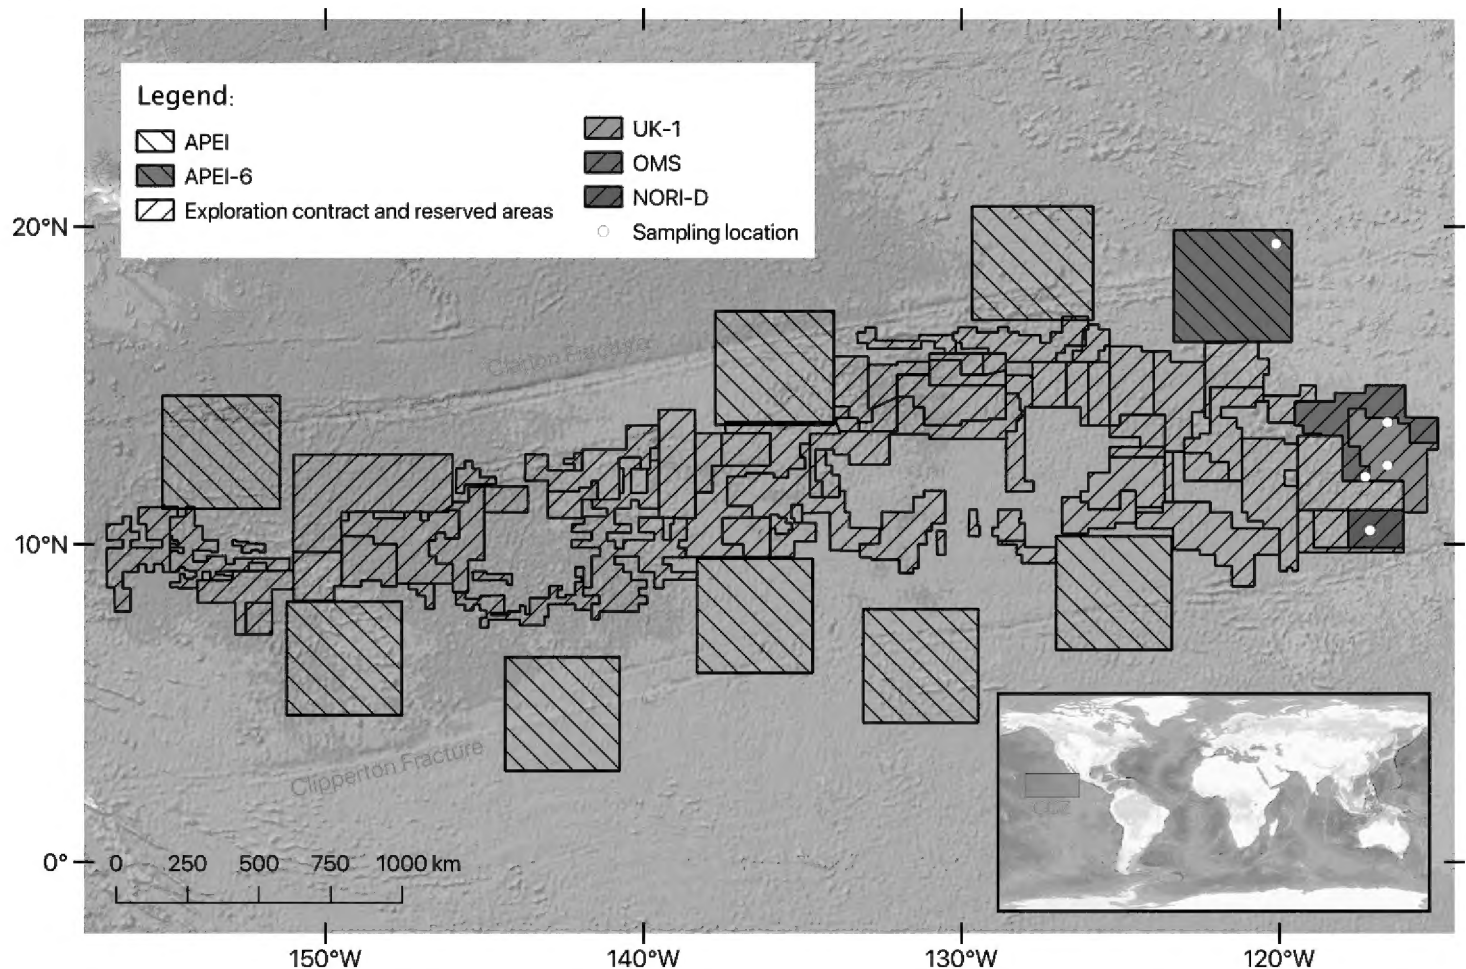 Legend:
APEI
APEI-6
Exploration contract and reserved areas
UK-1
OMS
NORI-D
Sampling location
20°N
10°N
0°
Clarion Fracture
Clipperton Fracture
0 250 500 750 1000 km
CCZ
150°W 140°W 130°W 120°W